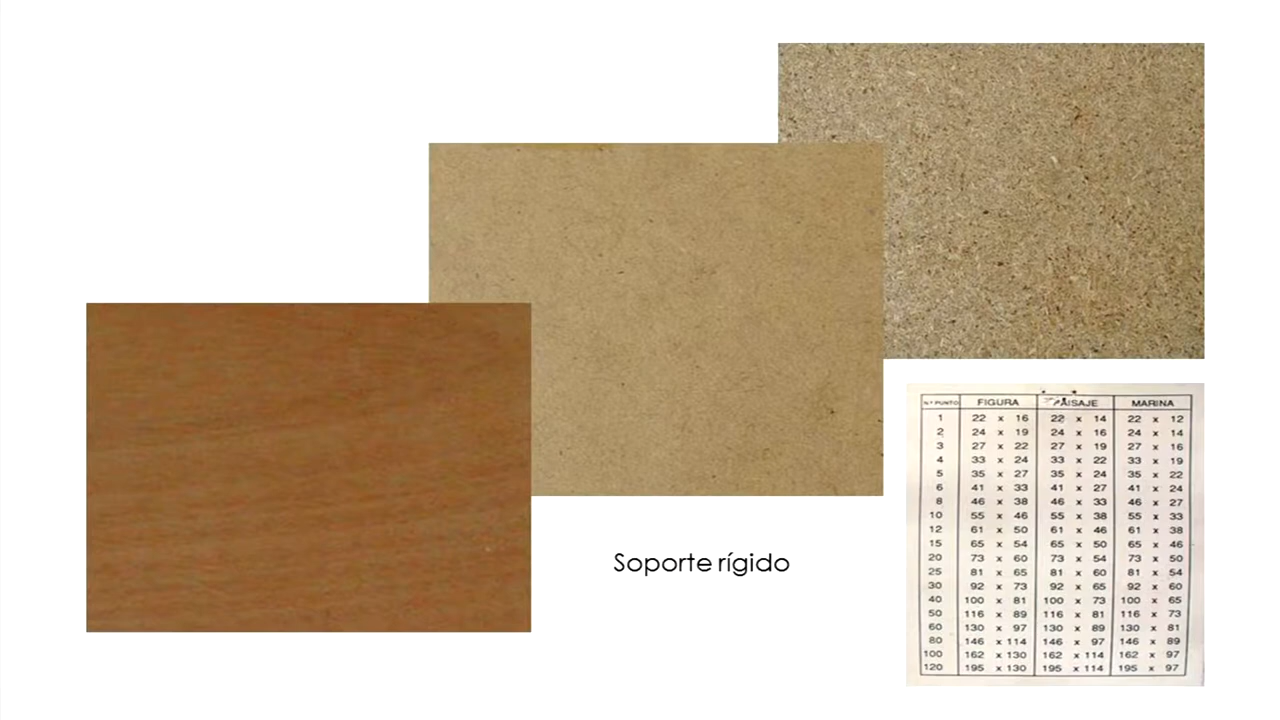 Soporte rígido
N.º PUNTO FIGURA PAISAJE MARINA
1 22 x 16 22 x 14 22 x 12
2 24 x 19 24 x 16 24 x 14
3 27 x 22 27 x 19 27 x 16
4 33 x 24 33 x 22 33 x 19
5 35 x 27 35 x 24 35 x 22
6 41 x 33 41 x 27 41 x 24
8 46 x 38 46 x 33 46 x 27
10 55 x 46 55 x 38 55 x 33
12 61 x 50 61 x 46 61 x 38
15 65 x 54 65 x 50 65 x 46
20 73 x 60 73 x 54 73 x 50
25 81 x 65 81 x 60 81 x 54
30 92 x 73 92 x 65 92 x 60
40 100 x 81 100 x 73 100 x 65
50 116 x 89 116 x 81 116 x 73
60 130 x 97 130 x 89 130 x 81
80 146 x 114 146 x 97 146 x 89
100 162 x 130 162 x 114 162 x 97
120 195 x 130 195 x 114 195 x 97